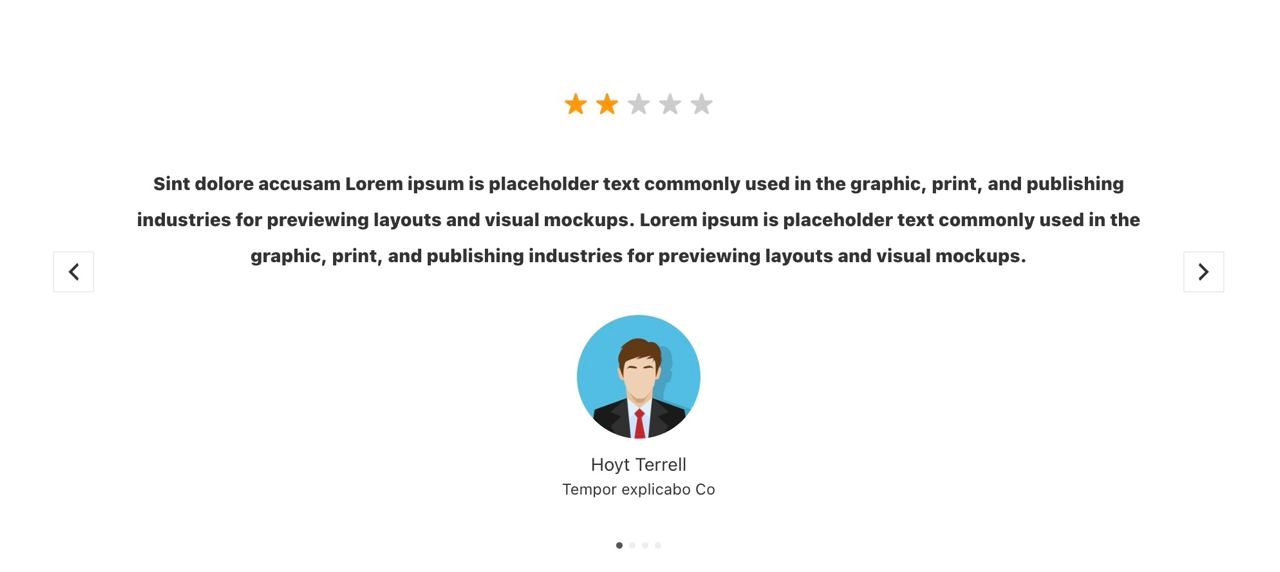 Sint dolore accusam Lorem ipsum is placeholder text commonly used in the graphic, print, and publishing
industries for previewing layouts and visual mockups. Lorem ipsum is placeholder text commonly used in the
graphic, print, and publishing industries for previewing layouts and visual mockups.
Hoyt Terrell
Tempor explicabo Co